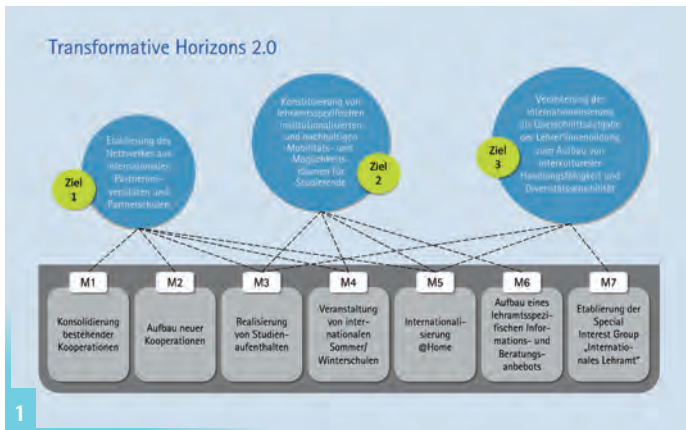 Transformative Horizons 2.0
Etablierung des
Netzwerkes aus
internationalen
Partneruni-
versitäten und
Partnerschulen
Ziel
1
Konstituierung von
lehramtsspezifischen
institutionalisierten
und nachhaltigen
Mobilitäts- und
Möglichkeits-
räumen für
Studierende
Ziel
2
Verankerung der
Internationalisierung
als Querschnittsaufgabe
der Lehrer*innenbildung
zum Aufbau von
interkultureller
Handlungsfähigkeit und
Diversitätssensibilität
Ziel
3
M1
Konsolidierung
bestehender
Kooperationen
M2
Aufbau neuer
Kooperationen
M3
Realisierung
von Studien-
aufenthalten
M4
Veranstaltung
von inter-
nationalen
Sommer/
Winterschulen
M5
Internationali-
sierung
@Home
M6
Aufbau eines
lehramtsspezi-
fischen Infor-
mations- und
Beratungs-
anbebots
M7
Etablierung der
Special
Interest Group
„Internatio-
nales Lehramt"
1